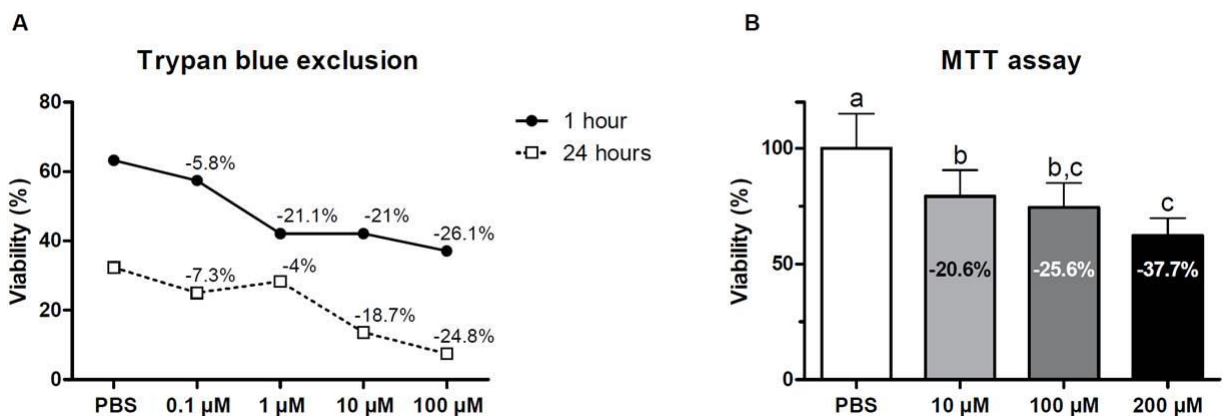 A
Trypan blue exclusion
Viability (%)
80
60
40
20
0
-5.8%
-21.1%
-21%
-26.1%
-7.3%
-4%
-18.7%
-24.8%
PBS 0.1 µM 1 µM 10 µM 100 µM
1 hour
24 hours
B
MTT assay
Viability (%)
100
50
0
a
b
b,c
c
-20.6%
-25.6%
-37.7%
PBS 10 µM 100 µM 200 µM